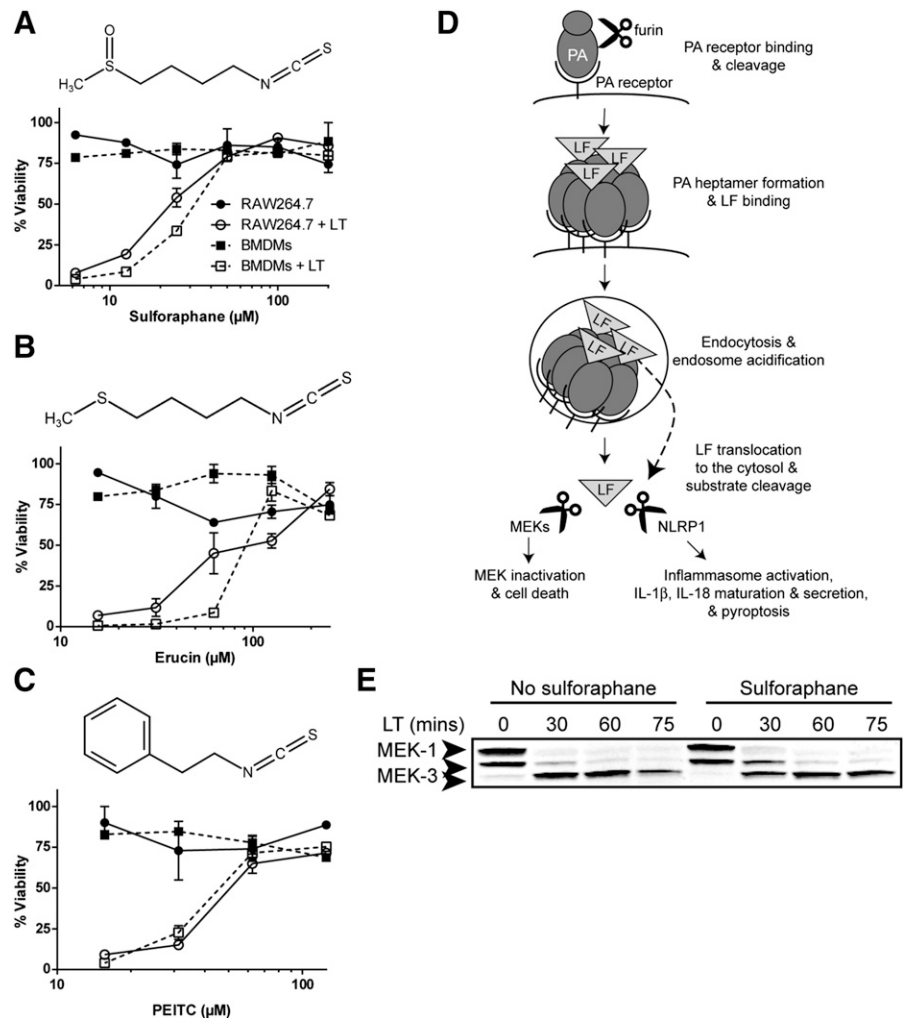 A
O
H₃C
S
N
C
S
% Viability
100
75
50
25
0
RAW264.7
RAW264.7 + LT
BMDMs
BMDMs + LT
10
100
Sulforaphane (µM)
B
H₃C
S
N
C
S
% Viability
100
75
50
25
0
10
100
Erucin (µM)
C
N
C
S
% Viability
100
75
50
25
0
10
100
PEITC (µM)
D
PA
furin
PA receptor
PA receptor binding
& cleavage
LF
LF
LF
PA heptamer formation
& LF binding
LF
LF
LF
Endocytosis &
endosome acidification
LF translocation
to the cytosol &
substrate cleavage
LF
MEKs
NLRP1
MEK inactivation
& cell death
Inflammasome activation,
IL-1β, IL-18 maturation & secretion,
& pyroptosis
E
No sulforaphane
Sulforaphane
LT (mins) 0 30 60 75 0 30 60 75
MEK-1
MEK-3